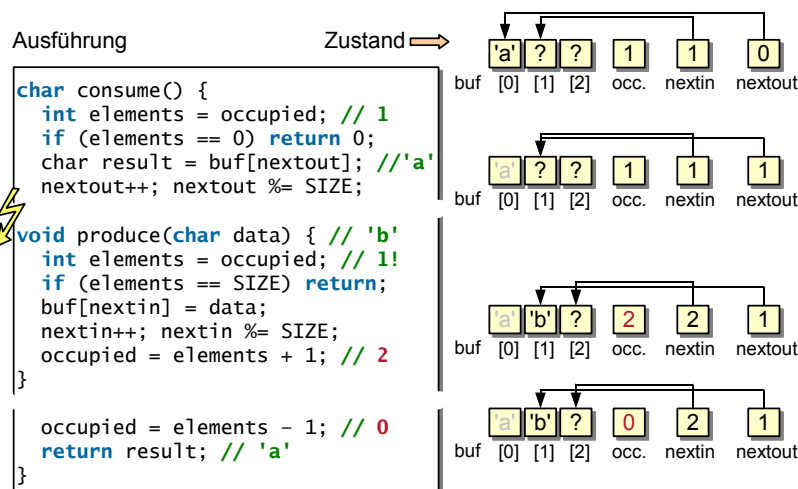 Ausführung
Zustand
'a' ? ? 1 1 0
buf [0] [1] [2] occ. nextin nextout
char consume() {
int elements = occupied; // 1
if (elements == 0) return 0;
char result = buf[nextout]; //'a'
nextout++; nextout %= SIZE;
'a' ? ? 1 1 1
buf [0] [1] [2] occ. nextin nextout
void produce(char data) { // 'b'
int elements = occupied; // 1!
if (elements == SIZE) return;
buf[nextin] = data;
nextin++; nextin %= SIZE;
occupied = elements + 1; // 2
}
'a' 'b' ? 2 2 1
buf [0] [1] [2] occ. nextin nextout
occupied = elements – 1; // 0
return result; // 'a'
}
'a' 'b' ? 0 2 1
buf [0] [1] [2] occ. nextin nextout